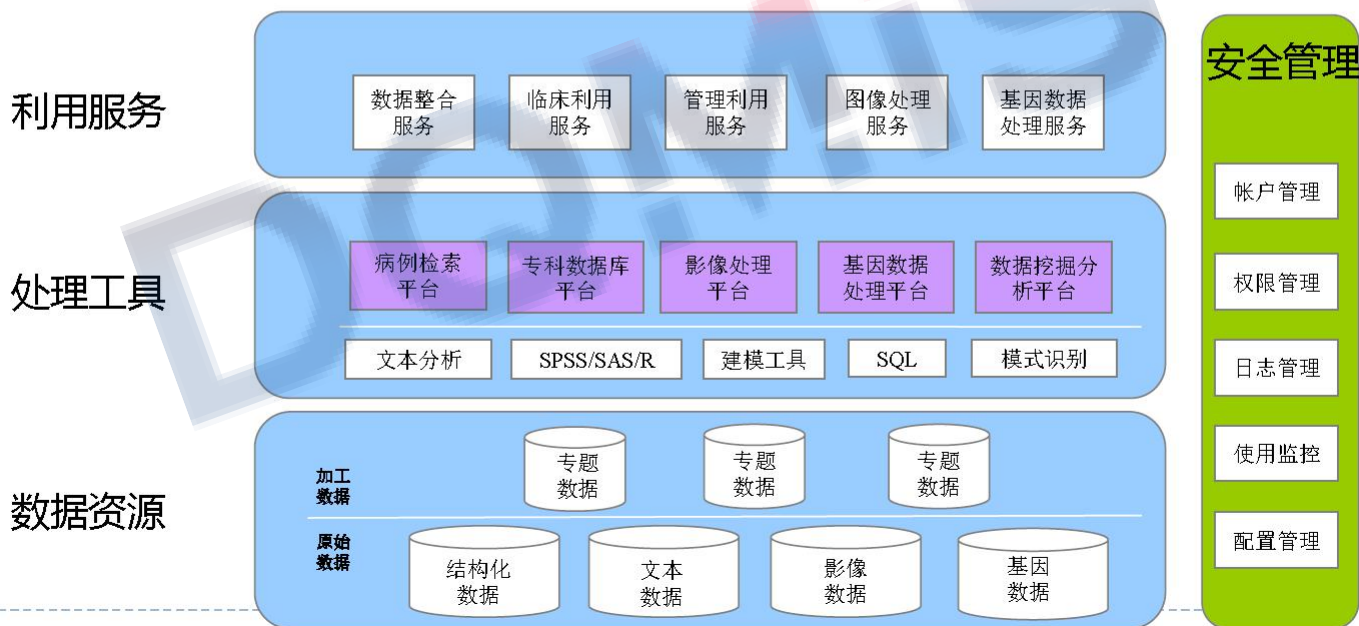 利用服务
数据整合
服务
临床利用
服务
管理利用
服务
图像处理
服务
基因数据
处理服务
处理工具
病例检索
平台
专科数据库
平台
影像处理
平台
基因数据
处理平台
数据挖掘分
析平台
文本分析
SPSS/SAS/R
建模工具
SQL
模式识别
数据资源
加工
数据
专题
数据
专题
数据
专题
数据
原始
数据
结构化
数据
文本
数据
影像
数据
基因
数据
安全管理
帐户管理
权限管理
日志管理
使用监控
配置管理
DQMIS